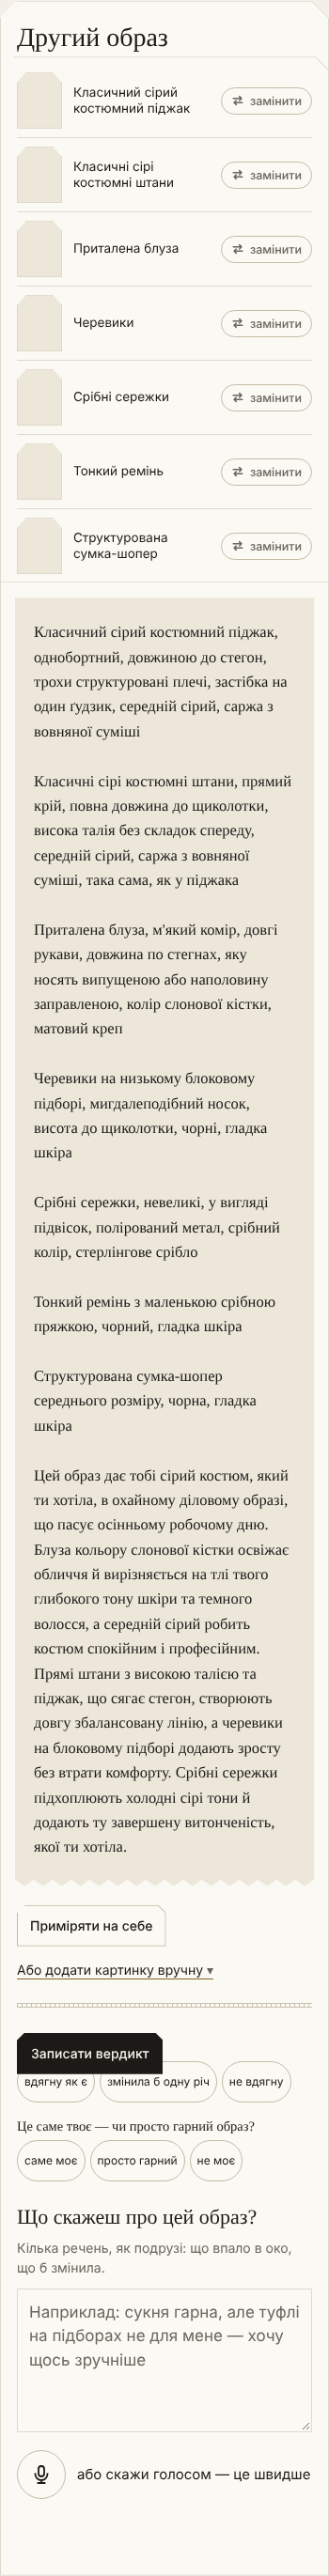 Другий образ
Класичний сірий
костюмний піджак
⇄ замінити
Класичні сірі
костюмні штани
⇄ замінити
Приталена блуза
⇄ замінити
Черевики
⇄ замінити
Срібні сережки
⇄ замінити
Тонкий ремінь
⇄ замінити
Структурована
сумка-шопер
⇄ замінити
Класичний сірий костюмний піджак,
однобортний, довжиною до стегон,
трохи структуровані плечі, застібка на
один ґудзик, середній сірий, саржа з
вовняної суміші
Класичні сірі костюмні штани, прямий
крій, повна довжина до щиколотки,
висока талія без складок спереду,
середній сірий, саржа з вовняної
суміші, така сама, як у піджака
Приталена блуза, м'який комір, довгі
рукави, довжина по стегнах, яку
носять випущеною або наполовину
заправленою, колір слонової кістки,
матовий креп
Черевики на низькому блоковому
підборі, мигдалеподібний носок,
висота до щиколотки, чорні, гладка
шкіра
Срібні сережки, невеликі, у вигляді
підвісок, полірований метал, срібний
колір, стерлінгове срібло
Тонкий ремінь з маленькою срібною
пряжкою, чорний, гладка шкіра
Структурована сумка-шопер
середнього розміру, чорна, гладка
шкіра
Цей образ дає тобі сірий костюм, який
ти хотіла, в охайному діловому образі,
що пасує осінньому робочому дню.
Блуза кольору слонової кістки освіжає
обличчя й вирізняється на тлі твого
глибокого тону шкіри та темного
волосся, а середній сірий робить
костюм спокійним і професійним.
Прямі штани з високою талією та
піджак, що сягає стегон, створюють
довгу збалансовану лінію, а черевики
на блоковому підборі додають зросту
без втрати комфорту. Срібні сережки
підхоплюють холодні сірі тони й
додають ту завершену витонченість,
якої ти хотіла.
Приміряти на себе
Або додати картинку вручну ▾
Записати вердикт
вдягну як є
змінила б одну річ
не вдягну
Це саме твоє — чи просто гарний образ?
саме моє
просто гарний
не моє
Що скажеш про цей образ?
Кілька речень, як подрузі: що впало в око,
що б змінила.
Наприклад: сукня гарна, але туфлі
на підборах не для мене — хочу
щось зручніше
або скажи голосом — це швидше